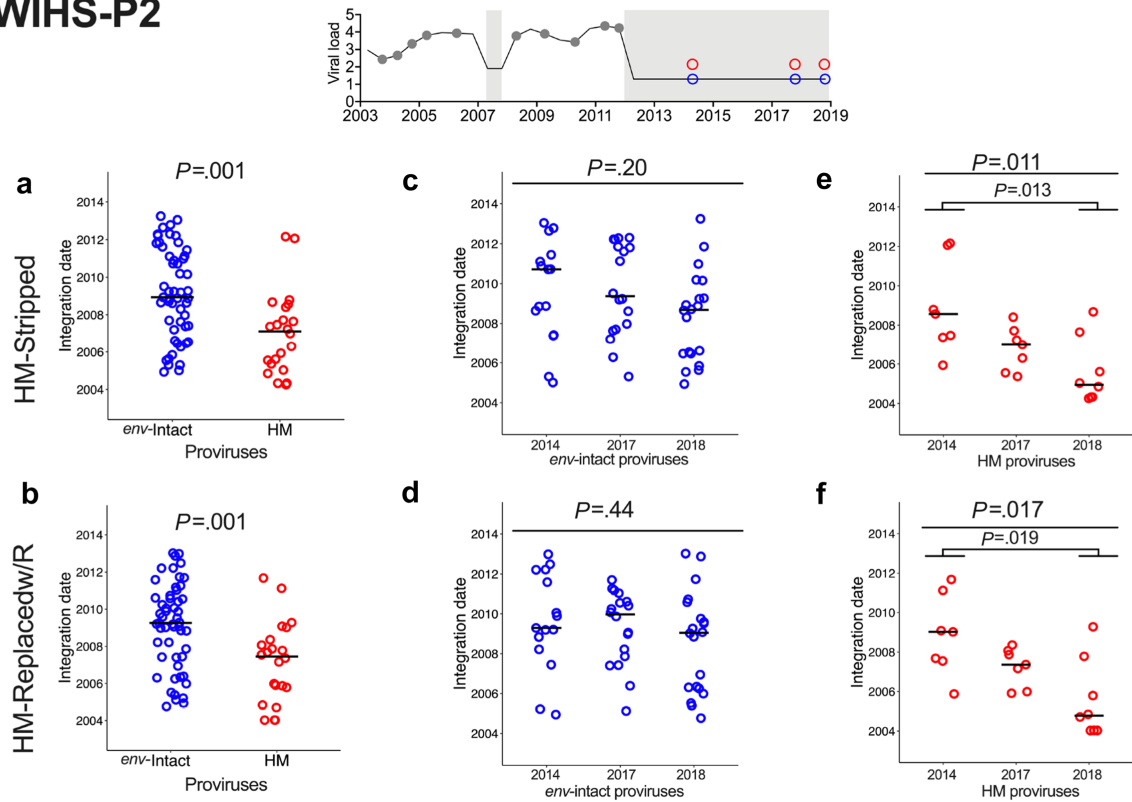 WIHS-P2
Viral load
5
4
3
2
1
0
2003 2005 2007 2009 2011 2013 2015 2017 2019
HM-Stripped
a
P=.001
Integration date
2014
2012
2010
2008
2006
2004
env-Intact HM
Proviruses
c
P=.20
Integration date
2014
2012
2010
2008
2006
2004
2014 2017 2018
env-intact proviruses
e
P=.011
P=.013
Integration date
2014
2012
2010
2008
2006
2004
2014 2017 2018
HM proviruses
HM-Replacedw/R
b
P=.001
Integration date
2014
2012
2010
2008
2006
2004
env-Intact HM
Proviruses
d
P=.44
Integration date
2014
2012
2010
2008
2006
2004
2014 2017 2018
env-intact proviruses
f
P=.017
P=.019
Integration date
2014
2012
2010
2008
2006
2004
2014 2017 2018
HM proviruses